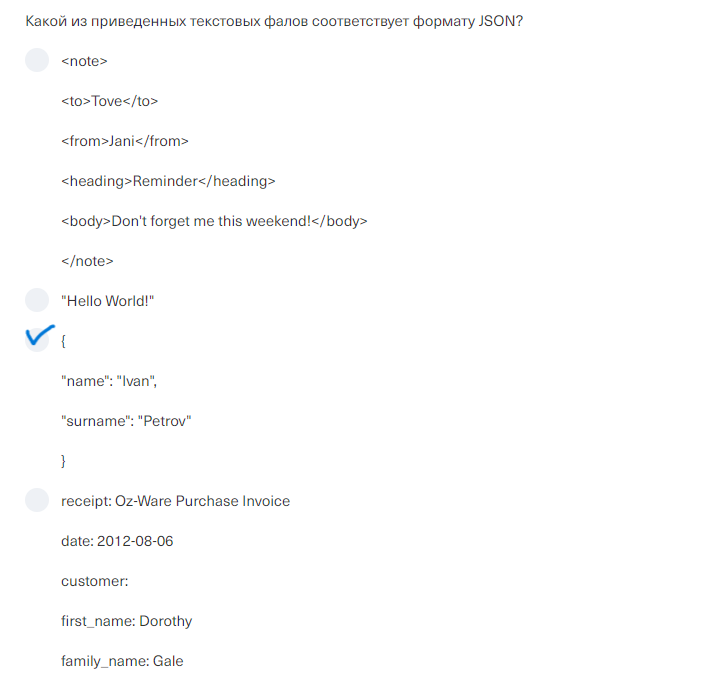 Какой из приведенных текстовых фалов соответствует формату JSON?
<note>
<to>Tove</to>
<from>Jani</from>
<heading>Reminder</heading>
<body>Don't forget me this weekend!</body>
</note>
"Hello World!"
{
"name": "Ivan",
"surname": "Petrov"
}
receipt: Oz-Ware Purchase Invoice
date: 2012-08-06
customer:
first_name: Dorothy
family_name: Gale